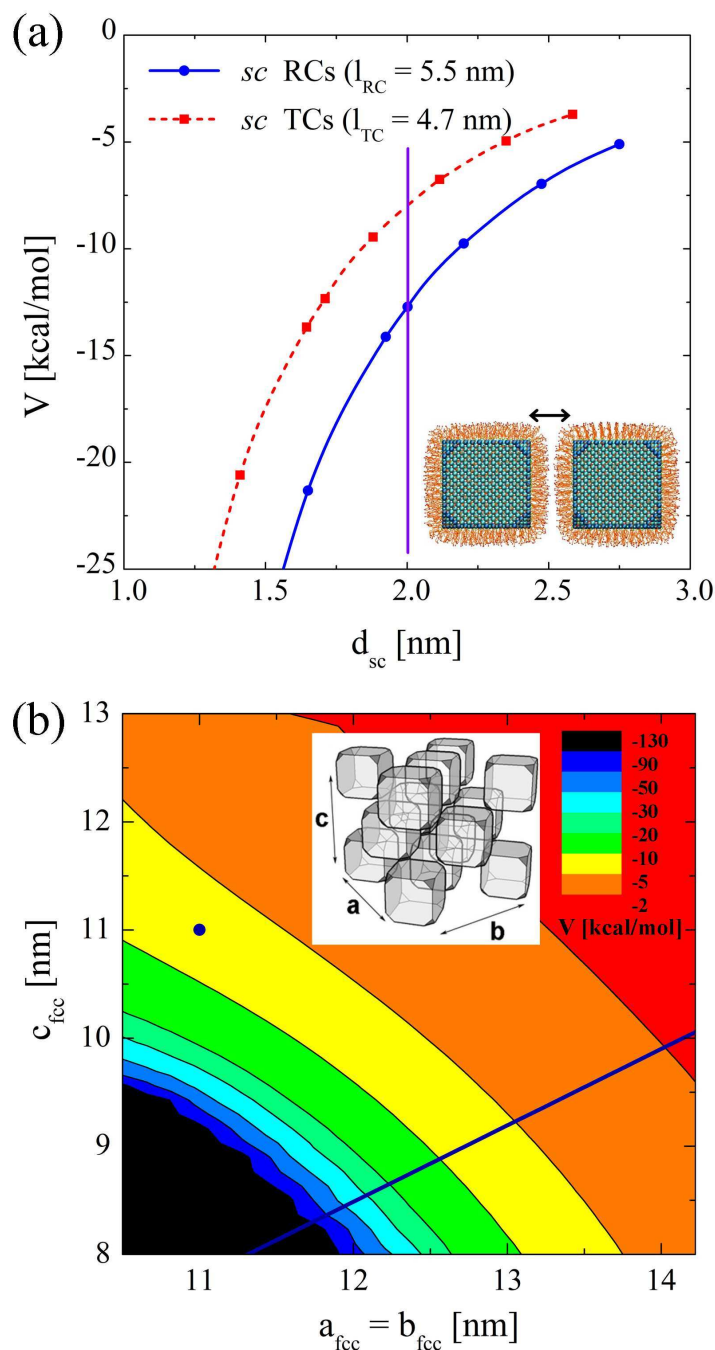 (a)
0
-5
-10
-15
-20
-25
V [kcal/mol]
sc RCs (l_RC = 5.5 nm)
sc TCs (l_TC = 4.7 nm)
1.0 1.5 2.0 2.5 3.0
d_sc [nm]
(b)
13
12
11
10
9
8
c_fcc [nm]
c
a
b
-130
-90
-50
-30
-20
-10
-5
-2
V [kcal/mol]
11 12 13 14
a_fcc = b_fcc [nm]